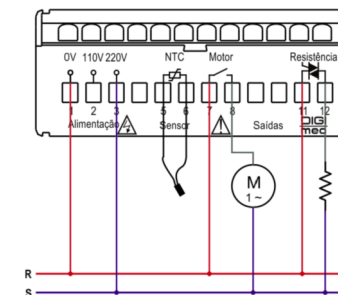 0V 110V 220V NTC Motor Resistência
1 2 3 5 6 7 8 11 12
Alimentação Sensor Saídas DIGI
mec
M
1~
R
S